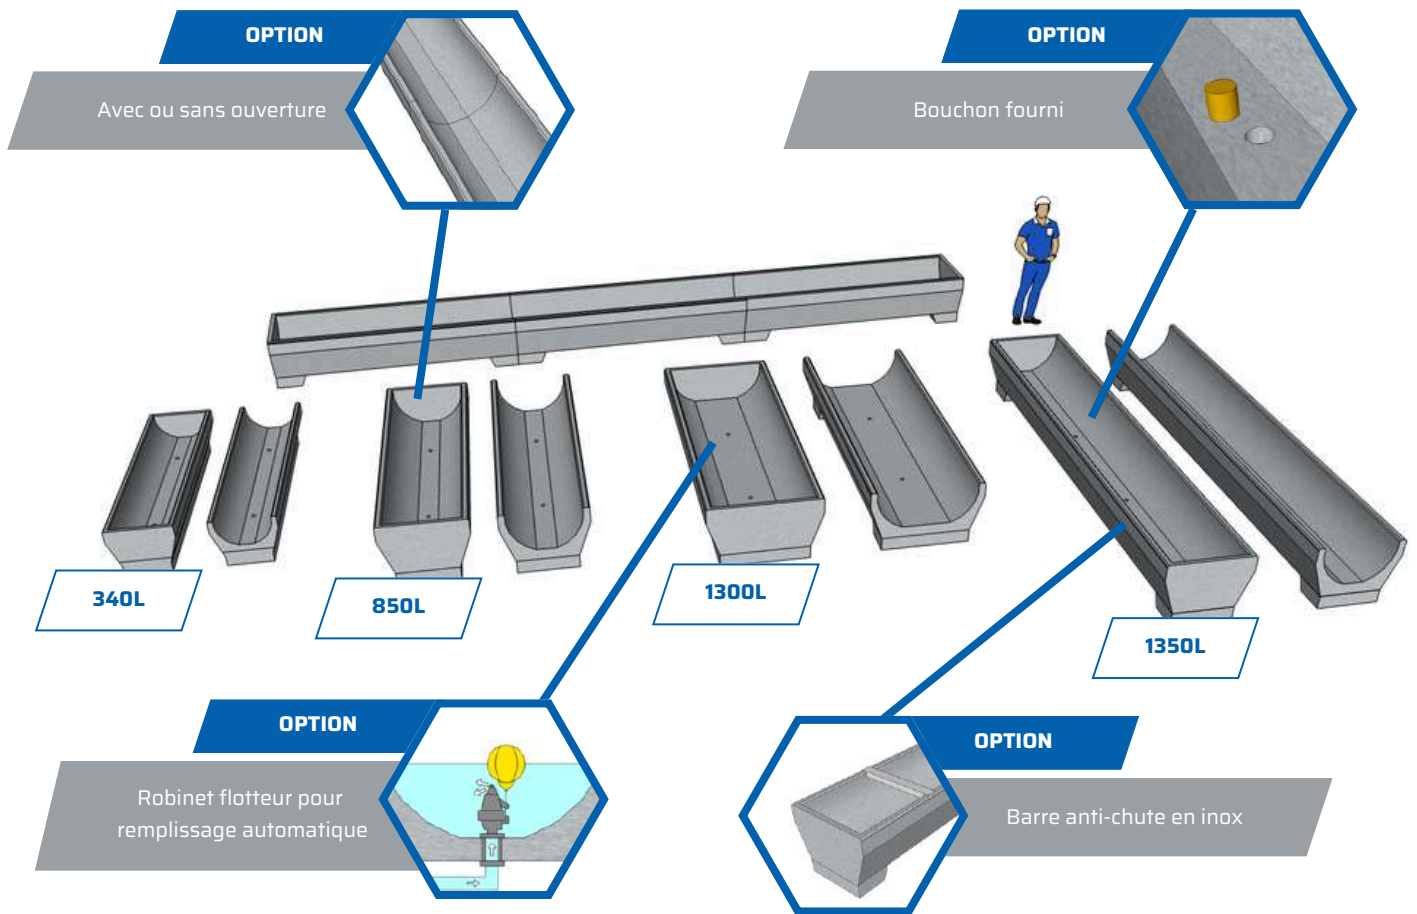 OPTION
Avec ou sans ouverture
OPTION
Bouchon fourni
340L
850L
1300L
1350L
OPTION
Robinet flotteur pour
remplissage automatique
OPTION
Barre anti-chute en inox